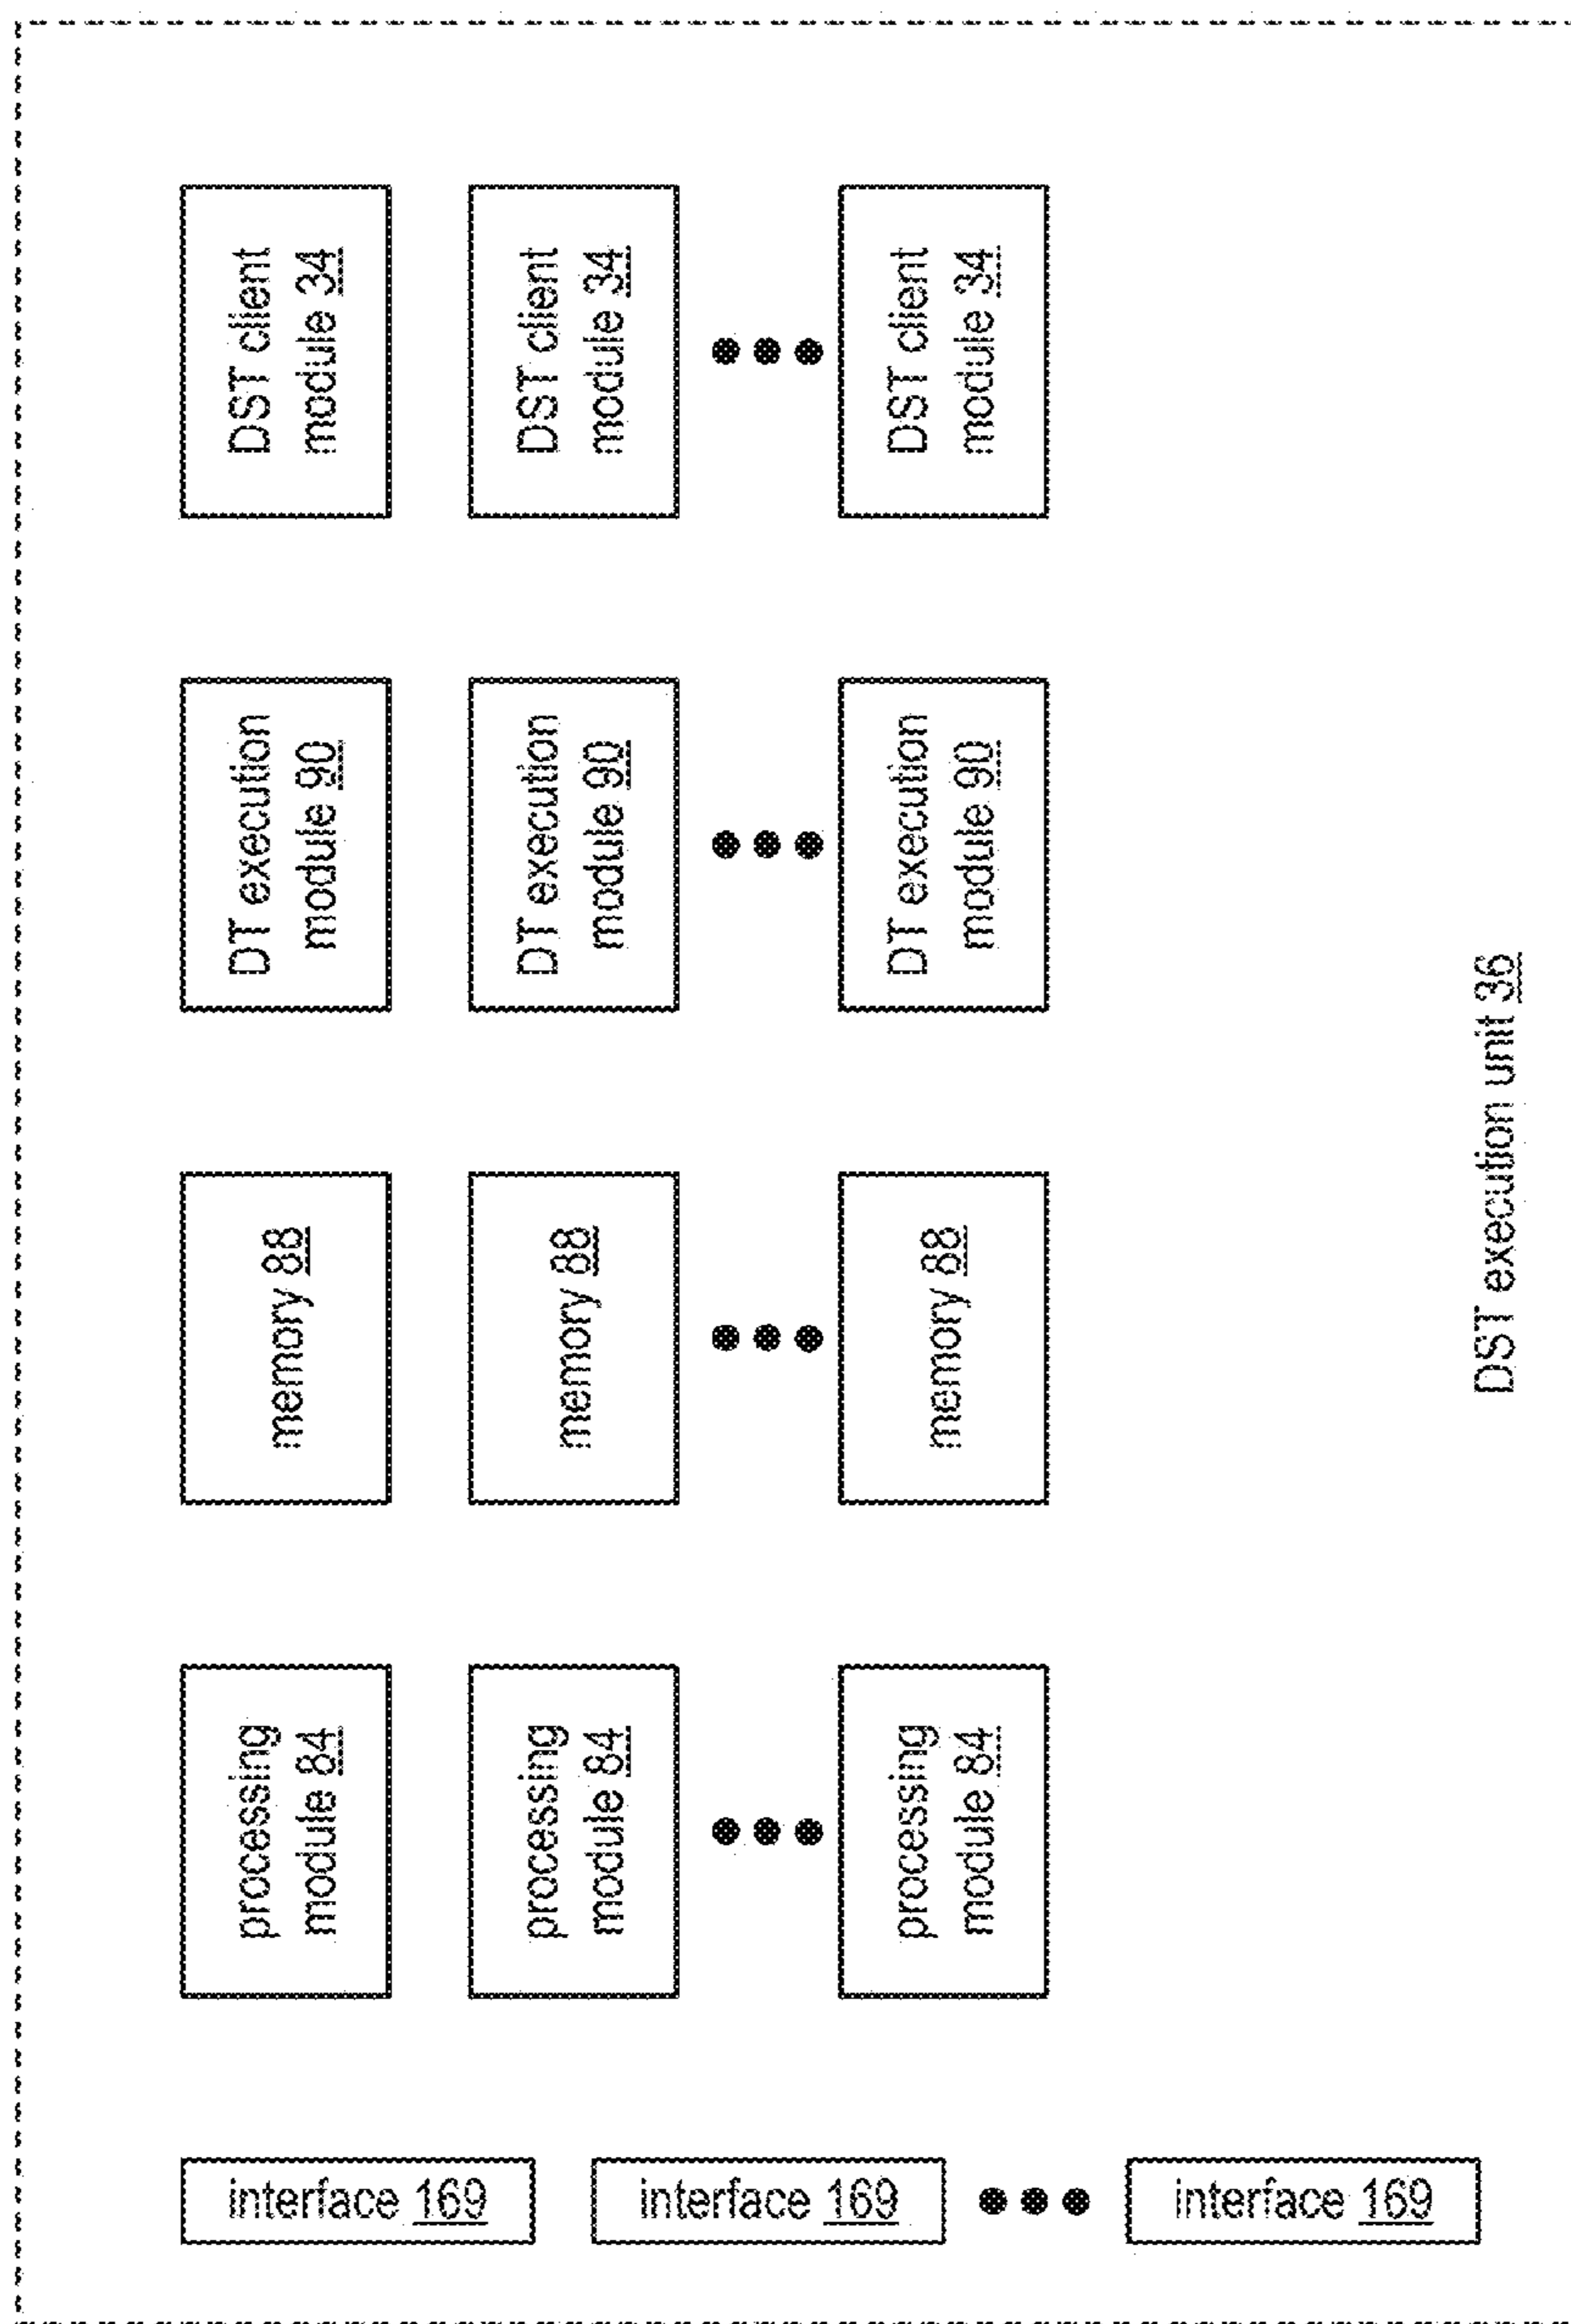 DST client
module 34
DST client
module 34
DST client
module 34
DT execution
module 90
DT execution
module 90
DT execution
module 90
memory 88
memory 88
memory 88
processing
module 84
processing
module 84
processing
module 84
interface 169
interface 169
interface 169
DST execution unit 36